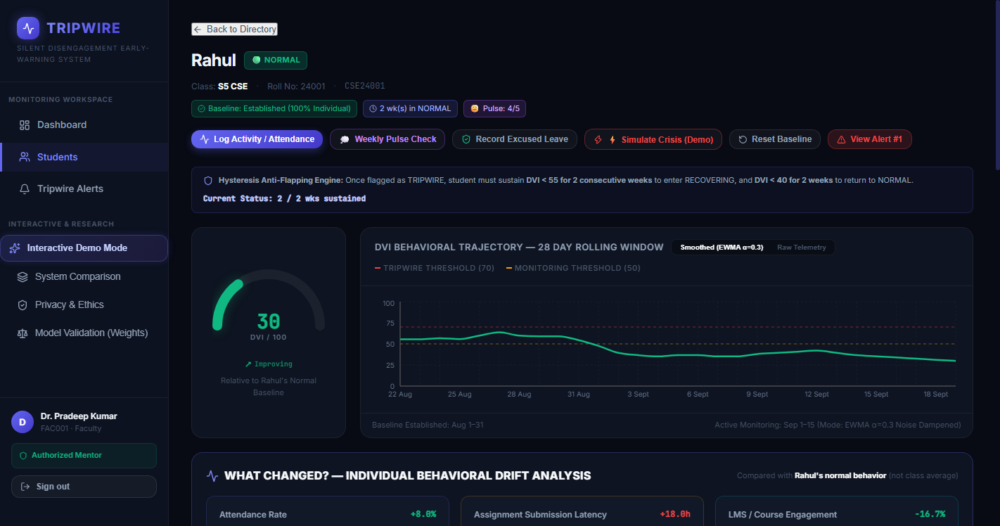 TRIPWIRE
SILENT DISENGAGEMENT EARLY-
WARNING SYSTEM
MONITORING WORKSPACE
Dashboard
Students
Tripwire Alerts
INTERACTIVE & RESEARCH
Interactive Demo Mode
System Comparison
Privacy & Ethics
Model Validation (Weights)
D
Dr. Pradeep Kumar
FAC001 · Faculty
Authorized Mentor
Sign out
← Back to Directory
Rahul NORMAL
Class: S5 CSE · Roll No: 24001 · CSE24001
Baseline: Established (100% Individual) 2 wk(s) in NORMAL Pulse: 4/5
Log Activity / Attendance Weekly Pulse Check Record Excused Leave Simulate Crisis (Demo) Reset Baseline View Alert #1
Hysteresis Anti-Flapping Engine: Once flagged as TRIPWIRE, student must sustain DVI < 55 for 2 consecutive weeks to enter RECOVERING, and DVI < 40 for 2 weeks to return to NORMAL.
Current Status: 2 / 2 wks sustained
30
DVI / 100
↗ Improving
Relative to Rahul's Normal
Baseline
DVI BEHAVIORAL TRAJECTORY — 28 DAY ROLLING WINDOW Smoothed (EWMA α=0.3) Raw Telemetry
TRIPWIRE THRESHOLD (70) MONITORING THRESHOLD (50)
100
75
50
25
0
22 Aug 25 Aug 28 Aug 31 Aug 3 Sept 6 Sept 9 Sept 12 Sept 15 Sept 18 Sept
Baseline Established: Aug 1–31 Active Monitoring: Sep 1–15 (Mode: EWMA α=0.3 Noise Dampened)
WHAT CHANGED? — INDIVIDUAL BEHAVIORAL DRIFT ANALYSIS Compared with Rahul's normal behavior (not class average)
Attendance Rate +8.0% Assignment Submission Latency +18.0h LMS / Course Engagement -16.7%